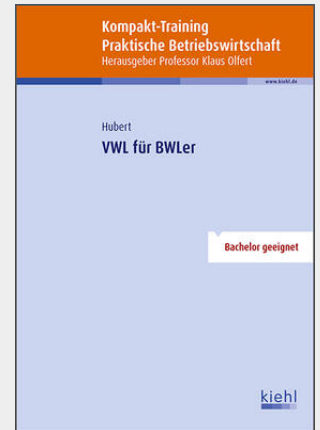 Kompakt-Training
Praktische Betriebswirtschaft
Herausgeber Professor Klaus Olfert
www.kiehl.de
Hubert
VWL für BWLer
Bachelor geeignet
kiehl